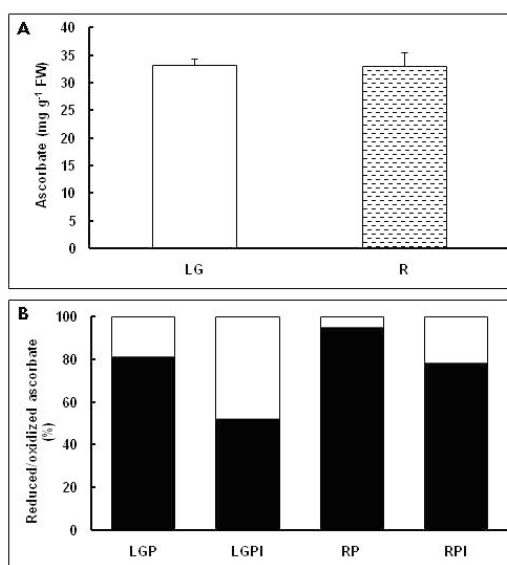 A
Ascorbate (mg g-1 FW)
40
35
30
25
20
15
10
5
0
LG
R
B
Reduced/oxidized ascorbate
(%)
100
80
60
40
20
0
LGP
LGPI
RP
RPI